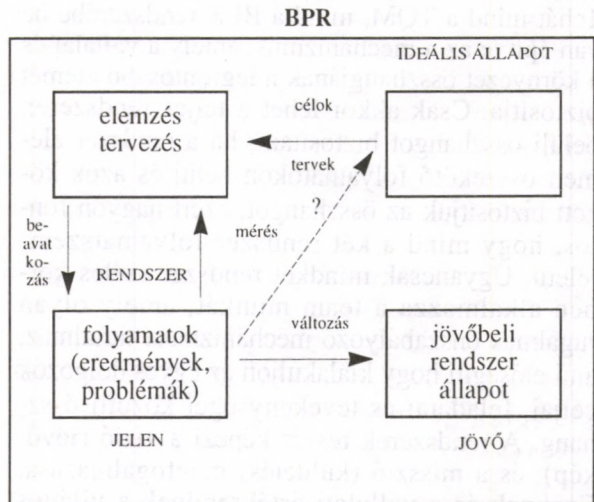 BPR
IDEÁLIS ÁLLAPOT
elemzés
tervezés
célok
tervek
?
mérés
be-
avat
ko-
zás
RENDSZER
folyamatok
(eredmények,
problémák)
változás
jövőbeli
rendszer
állapot
JELEN
JÖVŐ